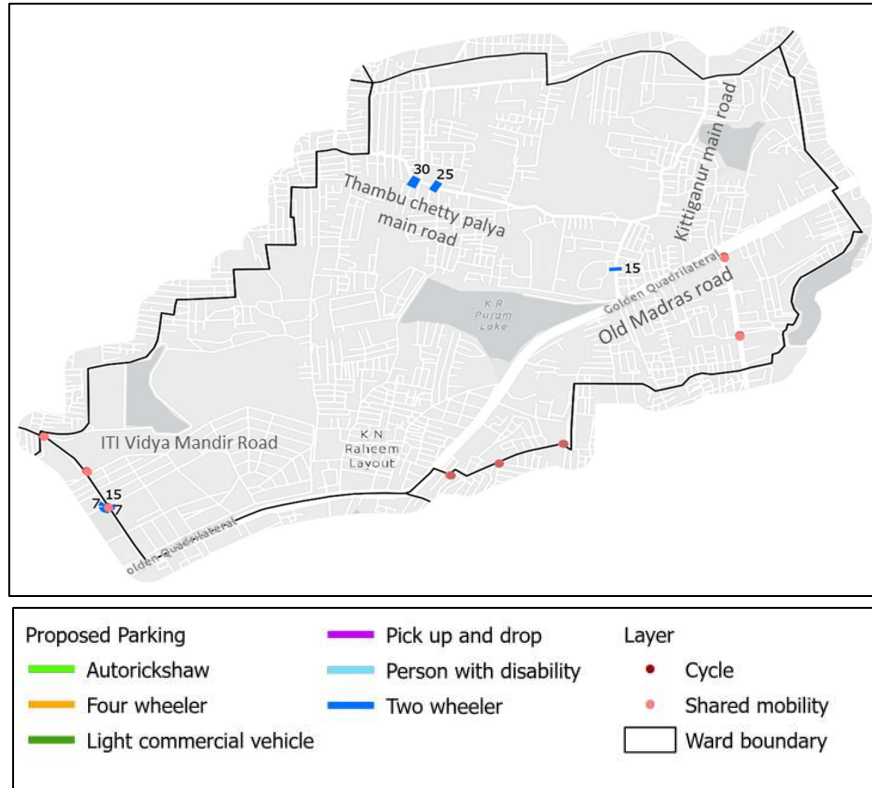 30 25
Thambu chetty palya
main road
Kittiganur main road
15
Golden Quadrilateral
Old Madras road
K R
Puram
Lake
ITI Vidya Mandir Road
K N
Raheem
Layout
15
7 7
olden Quadrilateral
Proposed Parking
Autorickshaw
Four wheeler
Light commercial vehicle
Pick up and drop
Person with disability
Two wheeler
Layer
Cycle
Shared mobility
Ward boundary